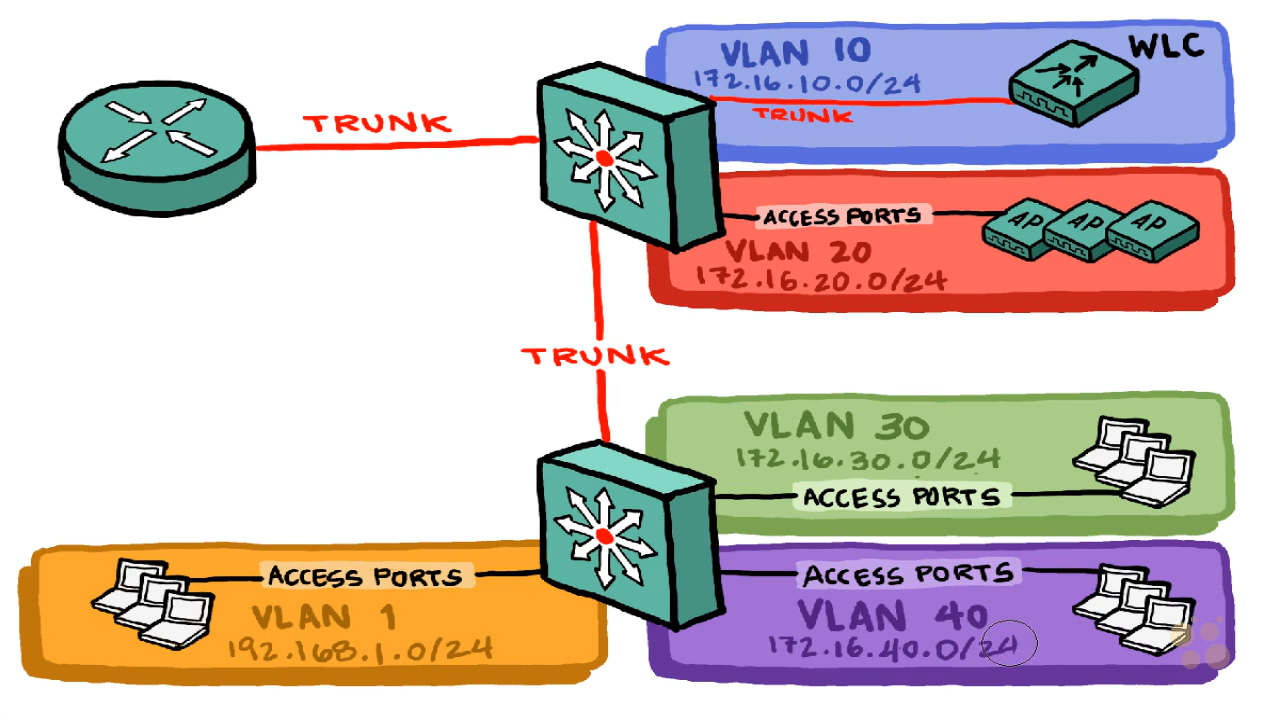 VLAN 10
172.16.10.0/24
WLC
TRUNK
TRUNK
ACCESS PORTS
AP AP AP
VLAN 20
172.16.20.0/24
TRUNK
VLAN 30
172.16.30.0/24
ACCESS PORTS
ACCESS PORTS
VLAN 1
192.168.1.0/24
ACCESS PORTS
VLAN 40
172.16.40.0/24